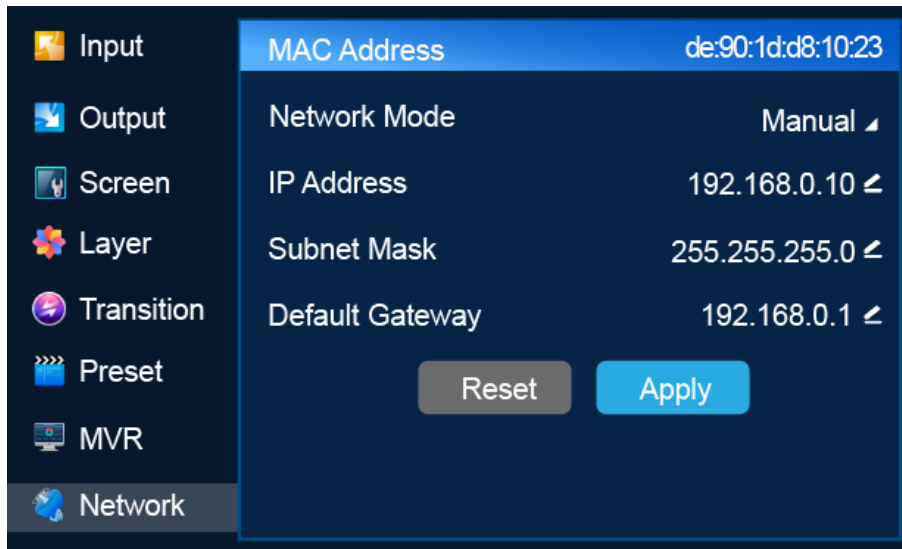 Input
Output
Screen
Layer
Transition
Preset
MVR
Network
MAC Address de:90:1d:d8:10:23
Network Mode Manual
IP Address 192.168.0.10
Subnet Mask 255.255.255.0
Default Gateway 192.168.0.1
Reset Apply